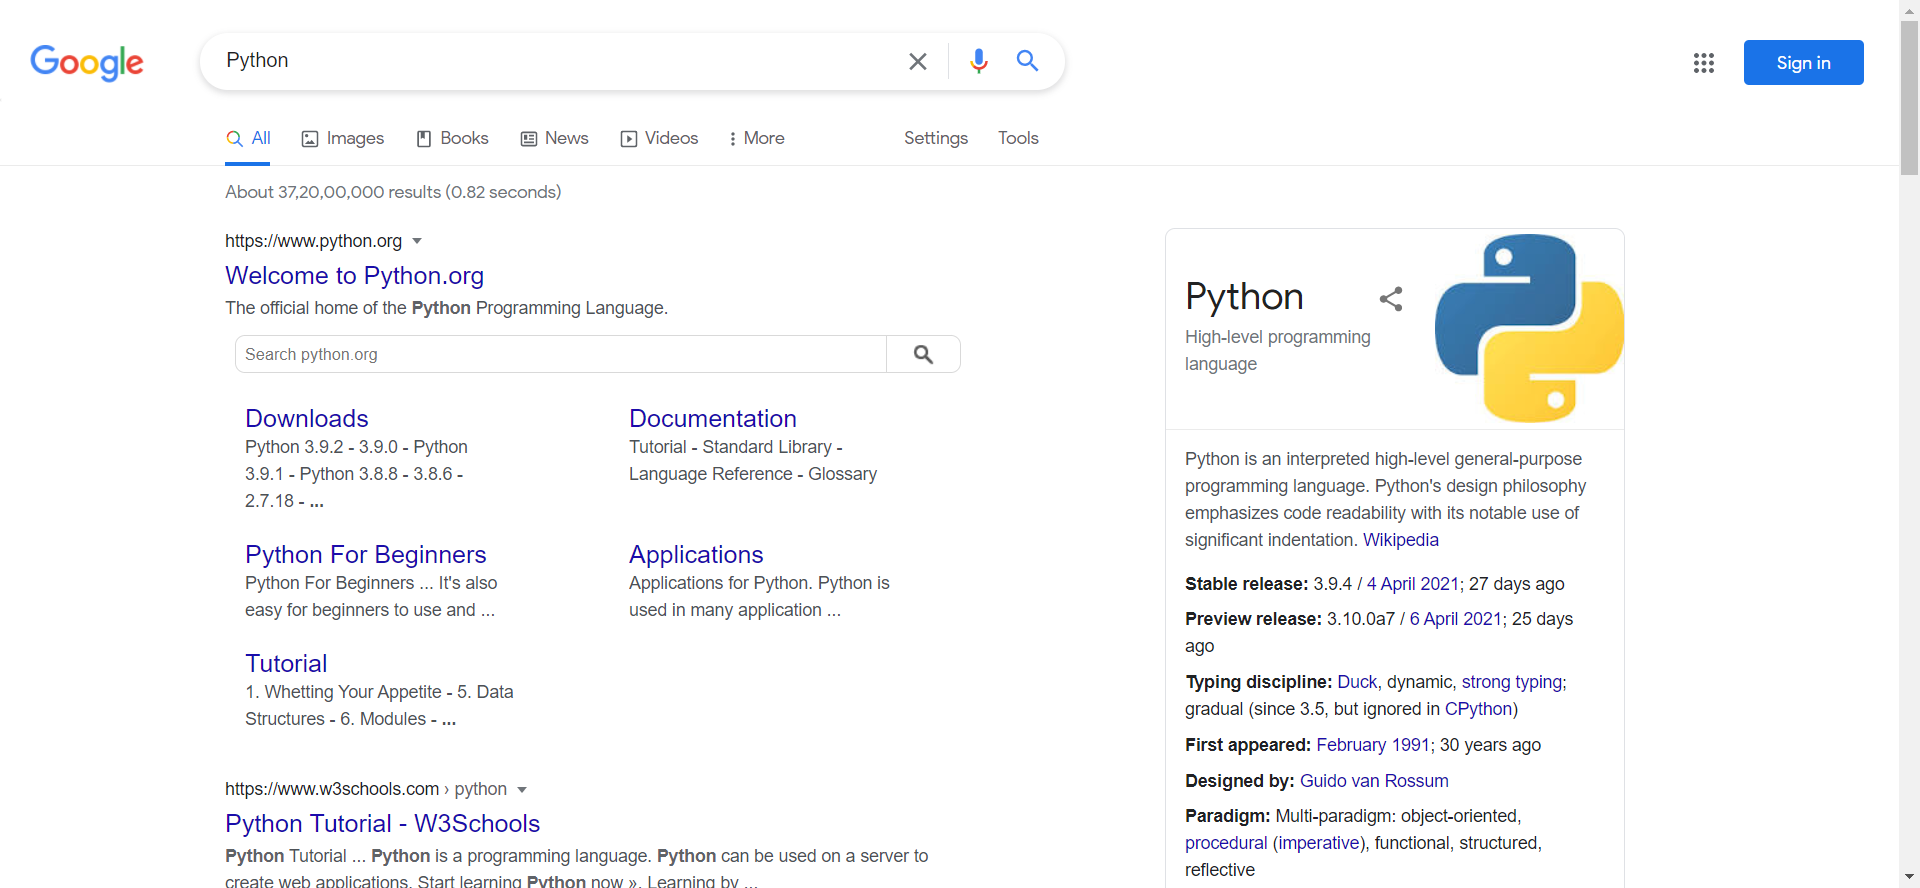 Google
Python
Sign in
All Images Books News Videos More Settings Tools
About 37,20,00,000 results (0.82 seconds)
https://www.python.org
Welcome to Python.org
The official home of the Python Programming Language.
Search python.org
Downloads
Python 3.9.2 - 3.9.0 - Python
3.9.1 - Python 3.8.8 - 3.8.6 -
2.7.18 - ...
Documentation
Tutorial - Standard Library -
Language Reference - Glossary
Python For Beginners
Python For Beginners ... It's also
easy for beginners to use and ...
Applications
Applications for Python. Python is
used in many application ...
Tutorial
1. Whetting Your Appetite - 5. Data
Structures - 6. Modules - ...
https://www.w3schools.com › python
Python Tutorial - W3Schools
Python Tutorial ... Python is a programming language. Python can be used on a server to
create web applications. Start learning Python now ». Learning by ...
Python
High-level programming
language
Python is an interpreted high-level general-purpose
programming language. Python's design philosophy
emphasizes code readability with its notable use of
significant indentation. Wikipedia
Stable release: 3.9.4 / 4 April 2021; 27 days ago
Preview release: 3.10.0a7 / 6 April 2021; 25 days
ago
Typing discipline: Duck, dynamic, strong typing;
gradual (since 3.5, but ignored in CPython)
First appeared: February 1991; 30 years ago
Designed by: Guido van Rossum
Paradigm: Multi-paradigm: object-oriented,
procedural (imperative), functional, structured,
reflective